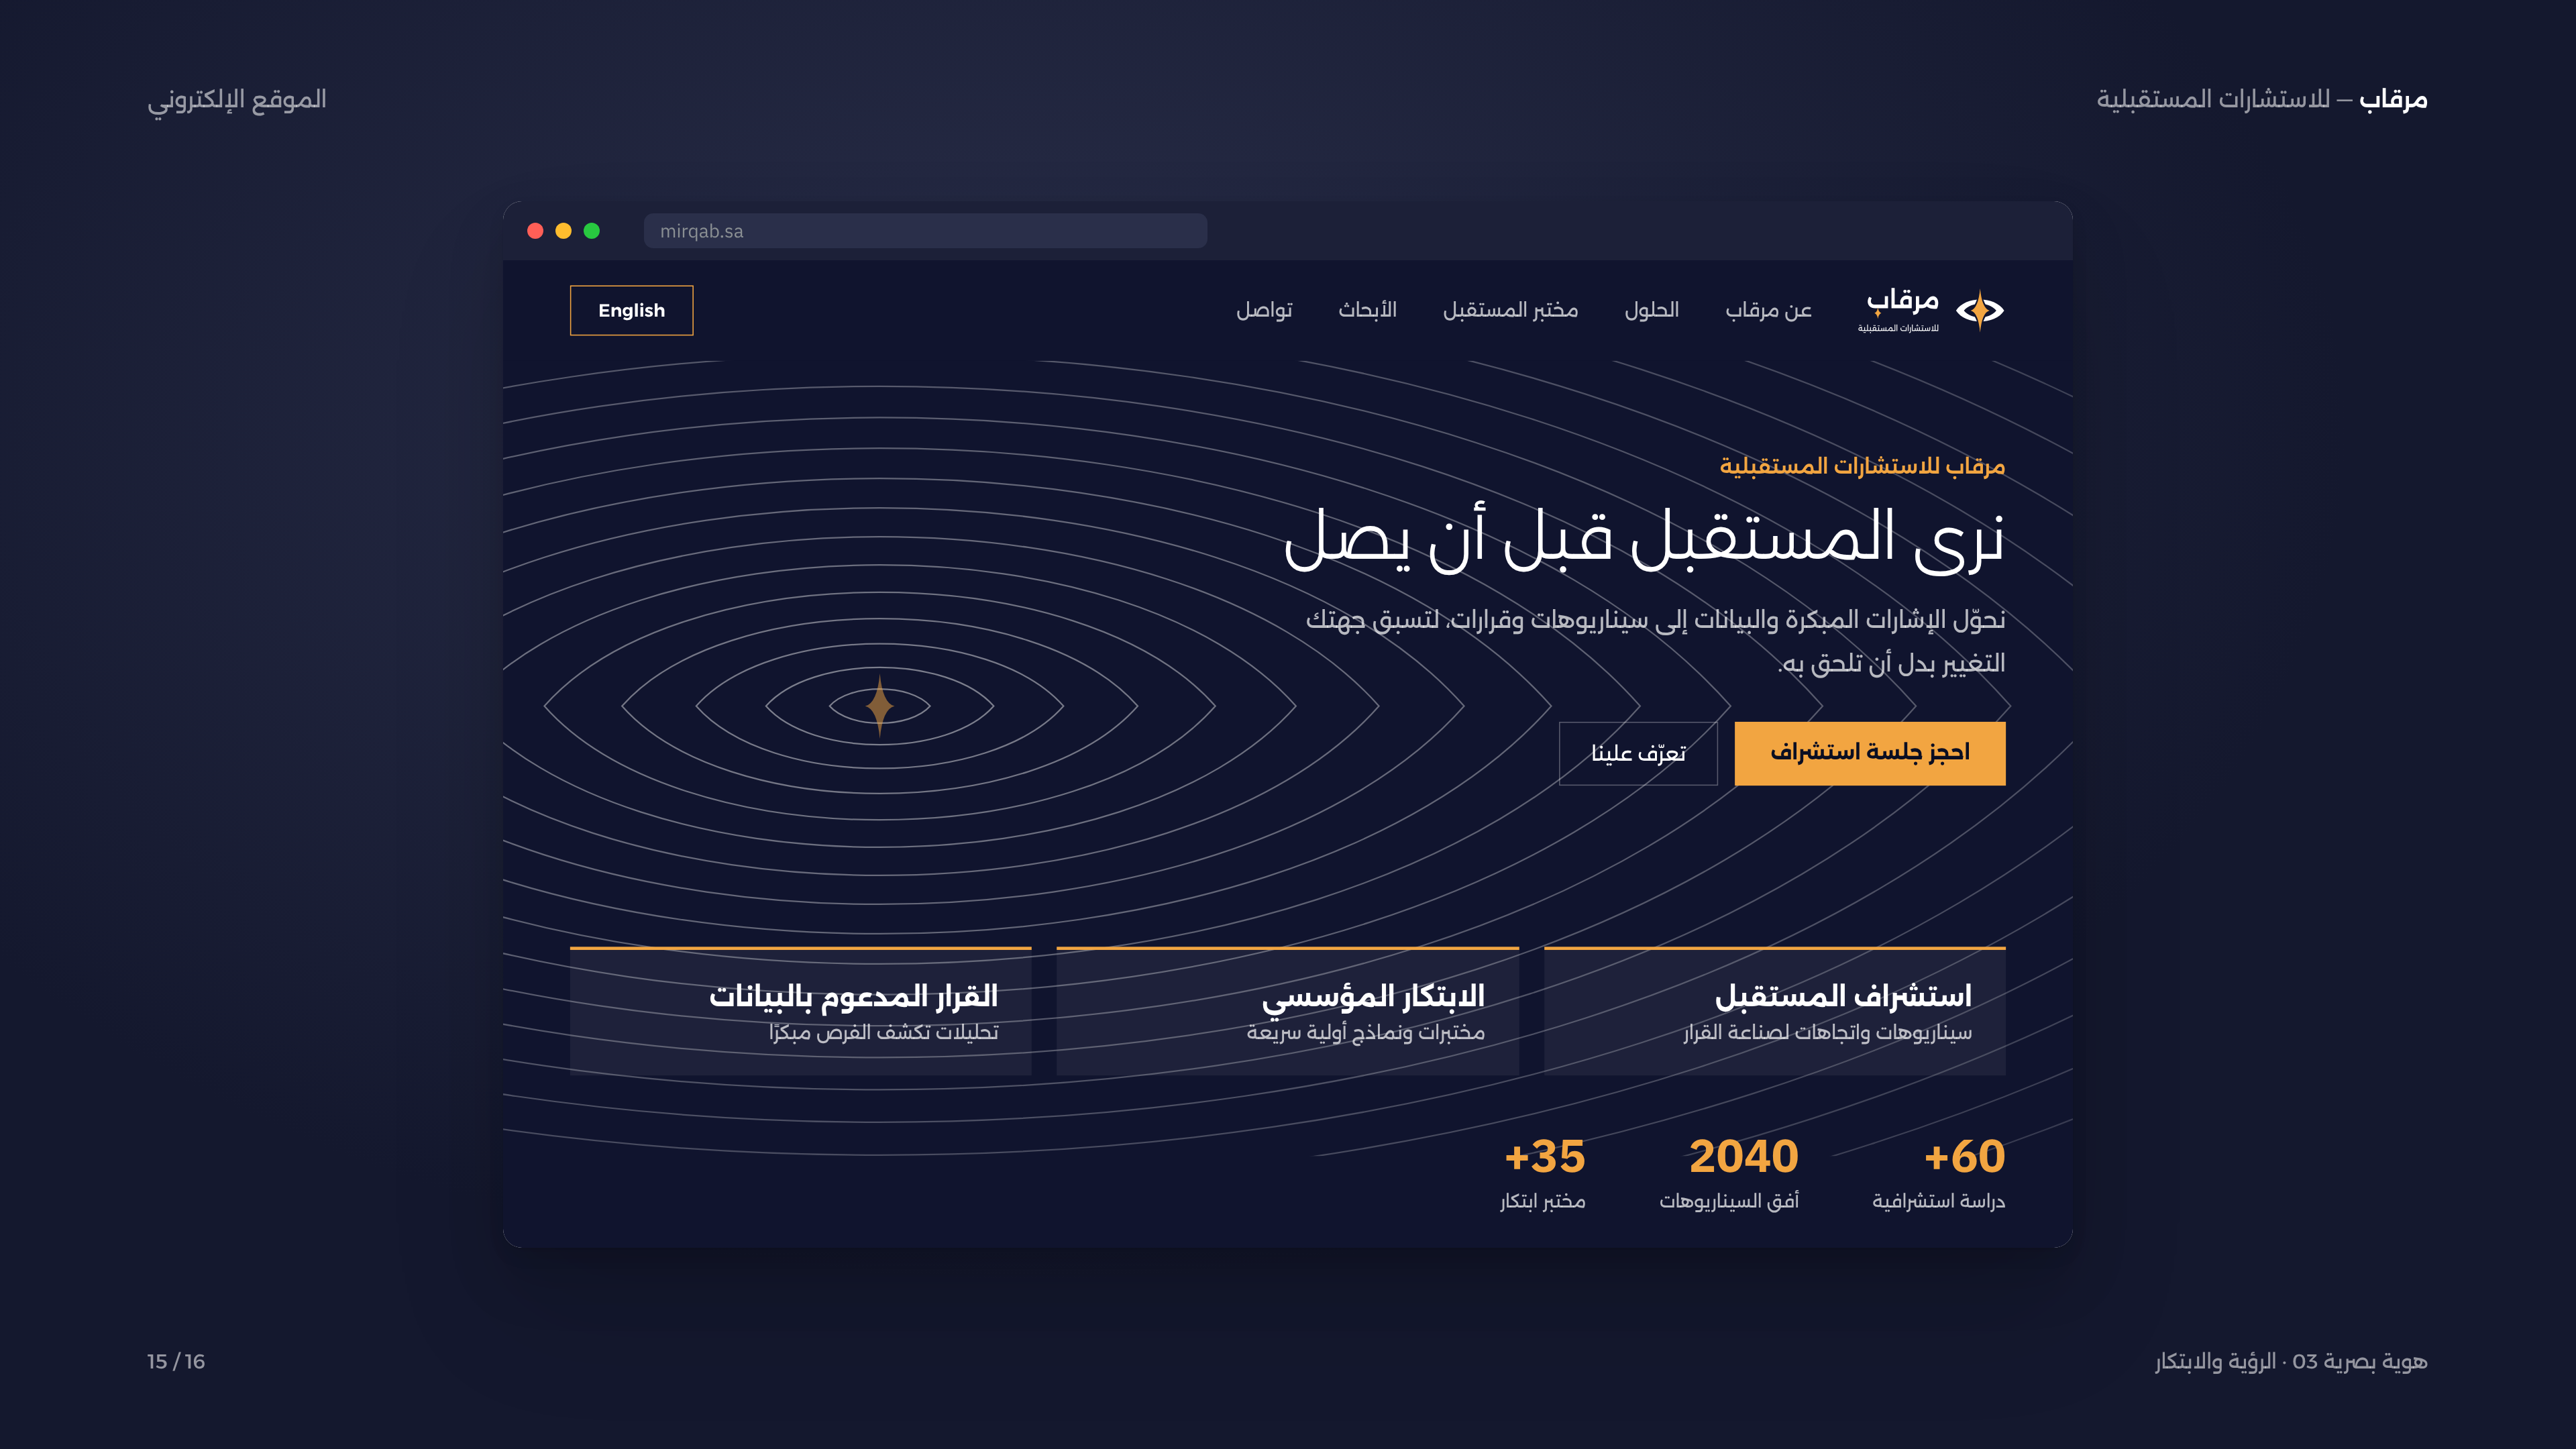 مرقاب – للاستشارات المستقبلية
الموقع الإلكتروني
mirqab.sa
مرقاب
للاستشارات المستقبلية
عن مرقاب
الحلول
مختبر المستقبل
الأبحاث
تواصل
English
مرقاب للاستشارات المستقبلية
نرى المستقبل قبل أن يصل
نحوّل الإشارات المبكرة والبيانات إلى سيناريوهات وقرارات، لتسبق جهتك
التغيير بدل أن تلحق به.
احجز جلسة استشراف
تعرّف علينا
استشراف المستقبل
سيناريوهات واتجاهات لصناعة القرار
الابتكار المؤسسي
مختبرات ونماذج أولية سريعة
القرار المدعوم بالبيانات
تحليلات تكشف الفرص مبكرًا
+60
دراسة استشرافية
2040
أفق السيناريوهات
+35
مختبر ابتكار
هوية بصرية 03 · الرؤية والابتكار
15 / 16